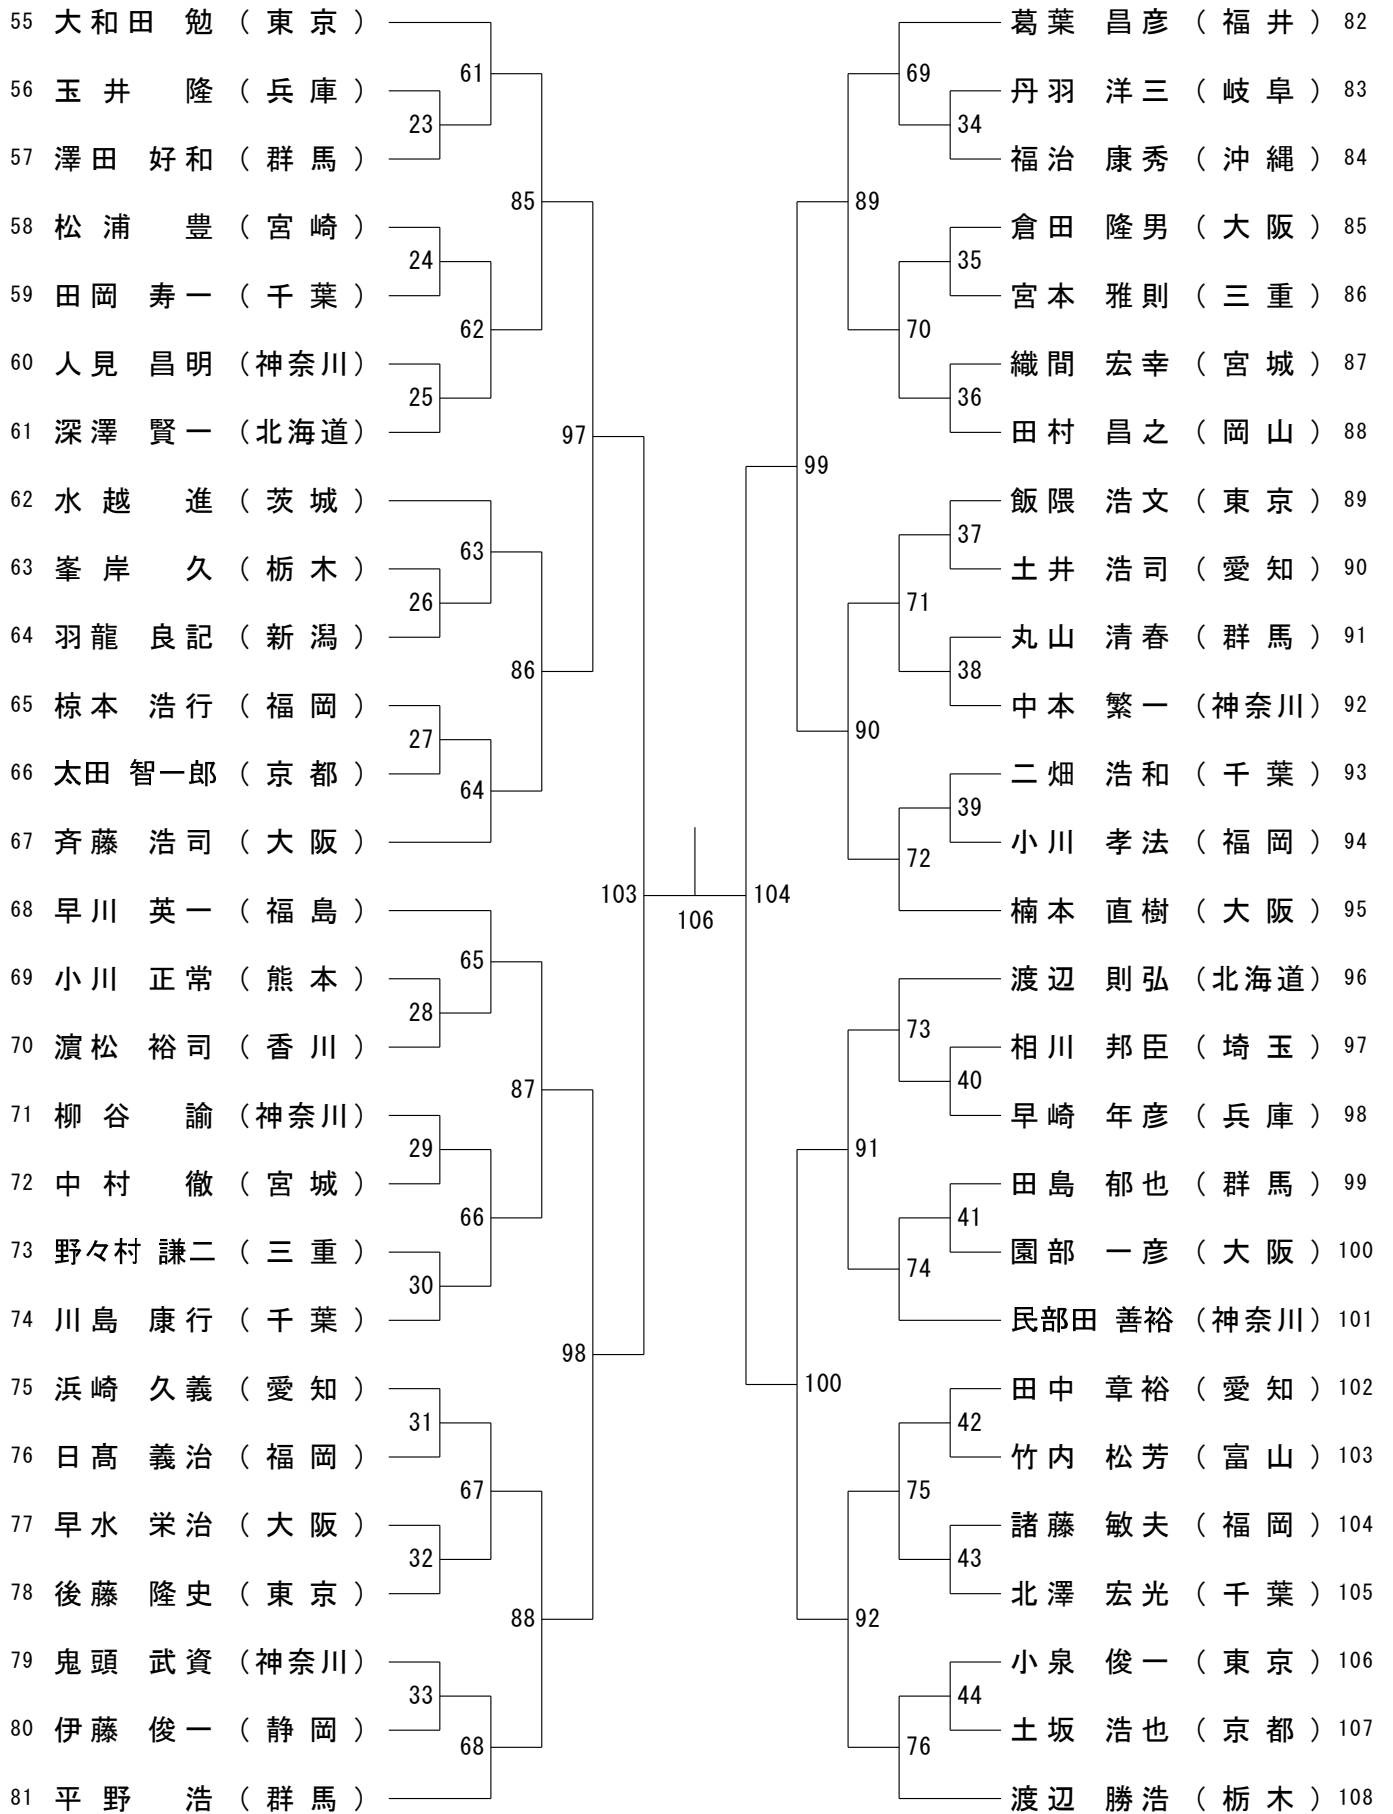 55 大和田 勉 (東京)
56 玉井 隆 (兵庫)
57 澤田 好和 (群馬)
58 松浦 豊 (宮崎)
59 田岡 寿一 (千葉)
60 人見 昌明 (神奈川)
61 深澤 賢一 (北海道)
62 水越 進 (茨城)
63 峯岸 久 (栃木)
64 羽龍 良記 (新潟)
65 椋本 浩行 (福岡)
66 太田 智一郎 (京都)
67 斉藤 浩司 (大阪)
68 早川 英一 (福島)
69 小川 正常 (熊本)
70 濵松 裕司 (香川)
71 柳谷 諭 (神奈川)
72 中村 徹 (宮城)
73 野々村 謙二 (三重)
74 川島 康行 (千葉)
75 浜崎 久義 (愛知)
76 日髙 義治 (福岡)
77 早水 栄治 (大阪)
78 後藤 隆史 (東京)
79 鬼頭 武資 (神奈川)
80 伊藤 俊一 (静岡)
81 平野 浩 (群馬)
23
24
25
26
27
28
29
30
31
32
33
61
62
63
64
65
66
67
68
85
86
87
88
97
98
103
106
104
99
100
89
90
91
92
69
70
71
72
73
74
75
76
34
35
36
37
38
39
40
41
42
43
44
葛葉 昌彦 (福井) 82
丹羽 洋三 (岐阜) 83
福治 康秀 (沖縄) 84
倉田 隆男 (大阪) 85
宮本 雅則 (三重) 86
織間 宏幸 (宮城) 87
田村 昌之 (岡山) 88
飯隈 浩文 (東京) 89
土井 浩司 (愛知) 90
丸山 清春 (群馬) 91
中本 繁一 (神奈川) 92
二畑 浩和 (千葉) 93
小川 孝法 (福岡) 94
楠本 直樹 (大阪) 95
渡辺 則弘 (北海道) 96
相川 邦臣 (埼玉) 97
早崎 年彦 (兵庫) 98
田島 郁也 (群馬) 99
園部 一彦 (大阪) 100
民部田 善裕 (神奈川) 101
田中 章裕 (愛知) 102
竹内 松芳 (富山) 103
諸藤 敏夫 (福岡) 104
北澤 宏光 (千葉) 105
小泉 俊一 (東京) 106
土坂 浩也 (京都) 107
渡辺 勝浩 (栃木) 108